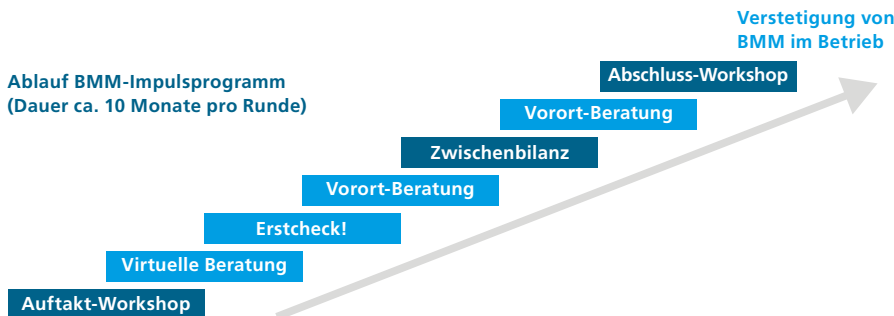 Verstetigung von
BMM im Betrieb
Ablauf BMM-Impulsprogramm
(Dauer ca. 10 Monate pro Runde)
Abschluss-Workshop
Vorort-Beratung
Zwischenbilanz
Vorort-Beratung
Erstcheck!
Virtuelle Beratung
Auftakt-Workshop